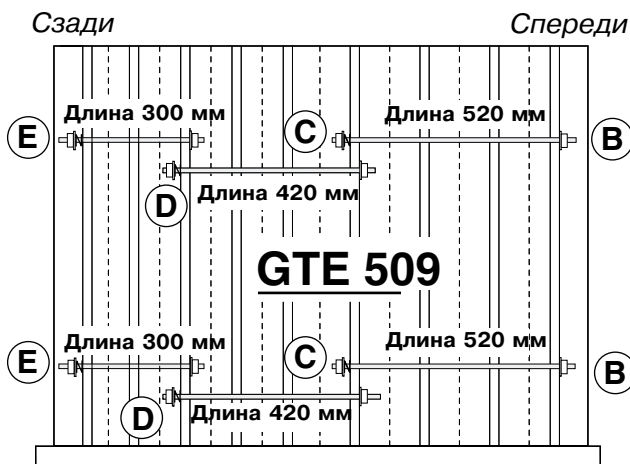 Сзади Спереди
Длина 300 мм Длина 520 мм
E C B
Длина 420 мм
D
GTE 509
Длина 300 мм Длина 520 мм
E C B
Длина 420 мм
D